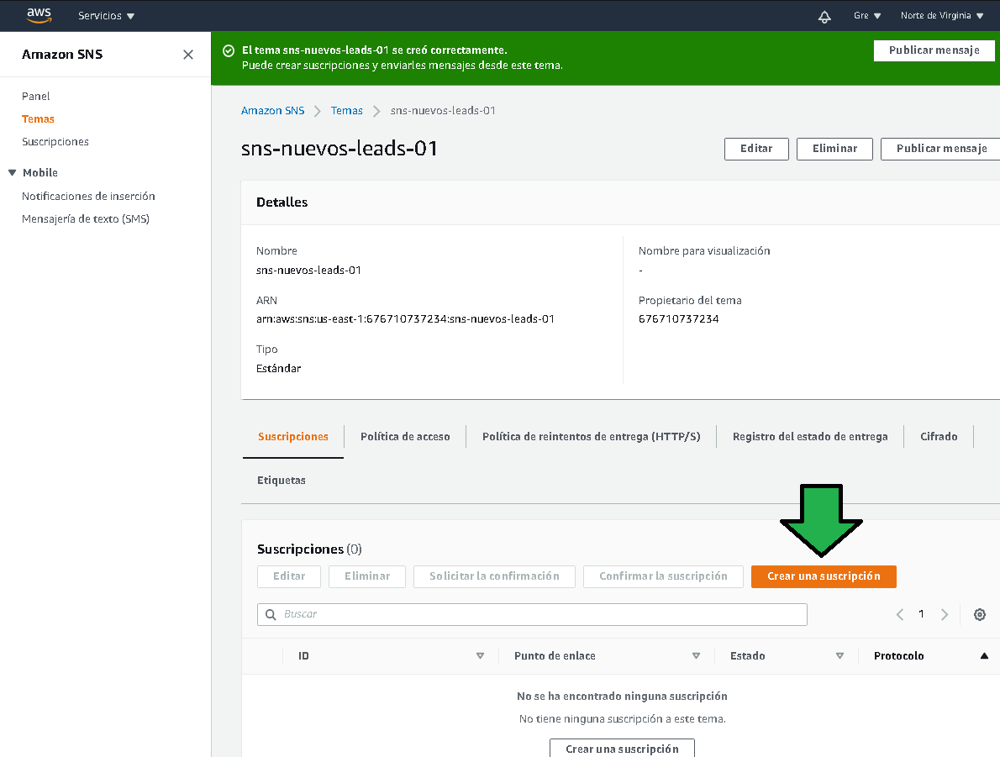 aws Servicios Gre Norte de Virginia
Amazon SNS
Panel
Temas
Suscripciones
Mobile
Notificaciones de inserción
Mensajería de texto (SMS)
El tema sns-nuevos-leads-01 se creó correctamente.
Puede crear suscripciones y enviarles mensajes desde este tema.
Publicar mensaje
Amazon SNS Temas sns-nuevos-leads-01
sns-nuevos-leads-01
Editar Eliminar Publicar mensaje
Detalles
Nombre
sns-nuevos-leads-01
ARN
arn:aws:sns:us-east-1:676710737234:sns-nuevos-leads-01
Tipo
Estándar
Nombre para visualización
-
Propietario del tema
676710737234
Suscripciones Política de acceso Política de reintentos de entrega (HTTP/S) Registro del estado de entrega Cifrado
Etiquetas
Suscripciones (0)
Editar Eliminar Solicitar la confirmación Confirmar la suscripción Crear una suscripción
Buscar 1
ID Punto de enlace Estado Protocolo
No se ha encontrado ninguna suscripción
No tiene ninguna suscripción a este tema.
Crear una suscripción